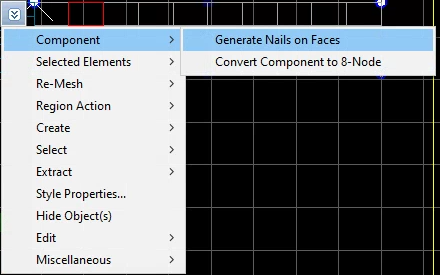 Component
Generate Nails on Faces
Selected Elements
Convert Component to 8-Node
Re-Mesh
Region Action
Create
Select
Extract
Style Properties...
Hide Object(s)
Edit
Miscellaneous